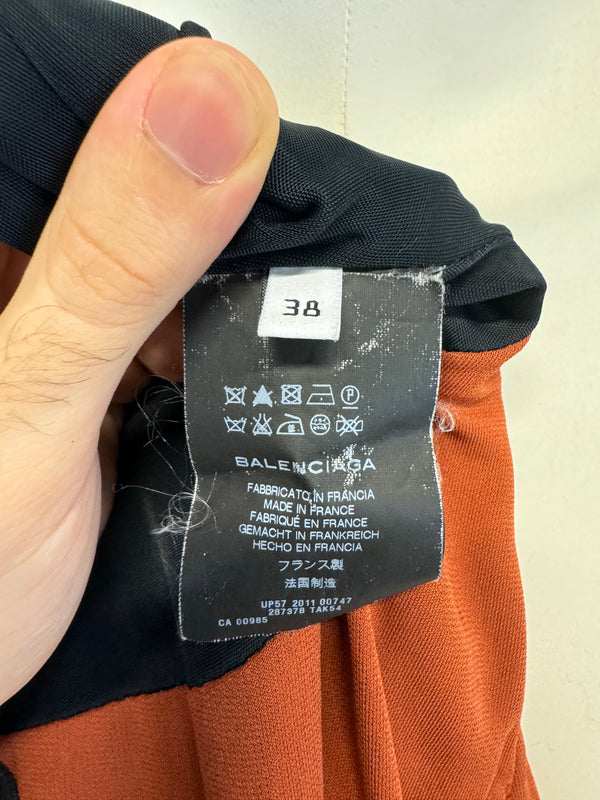 38
P
BALENCIAGA
FABBRICATO IN FRANCIA
MADE IN FRANCE
FABRIQUÉ EN FRANCE
GEMACHT IN FRANKREICH
HECHO EN FRANCIA
フランス製
法国制造
UP57 2011 00747
287378 TAK54
CA 00985